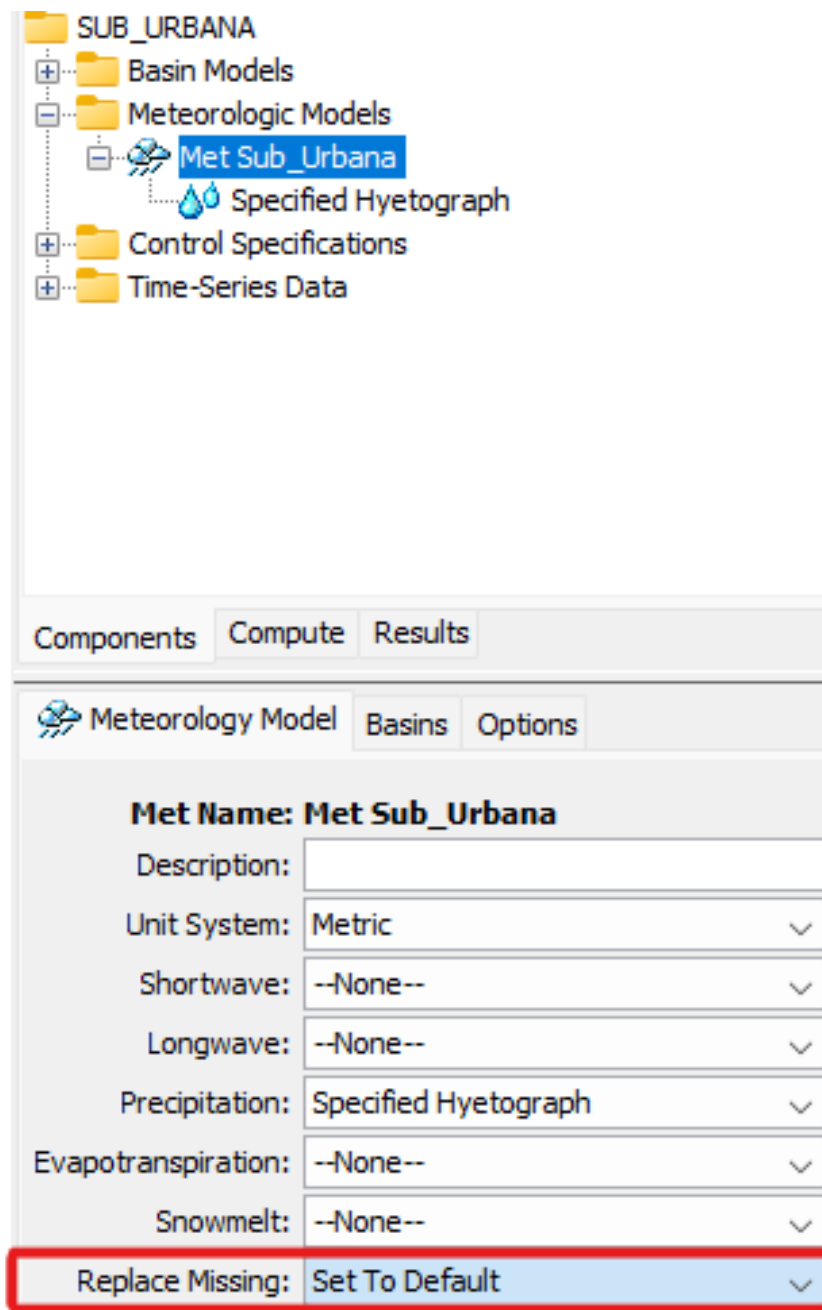 SUB_URBANA
Basin Models
Meteorologic Models
Met Sub_Urbana
Specified Hyetograph
Control Specifications
Time-Series Data
Components Compute Results
Meteorology Model Basins Options
Met Name: Met Sub_Urbana
Description:
Unit System: Metric
Shortwave: --None--
Longwave: --None--
Precipitation: Specified Hyetograph
Evapotranspiration: --None--
Snowmelt: --None--
Replace Missing: Set To Default